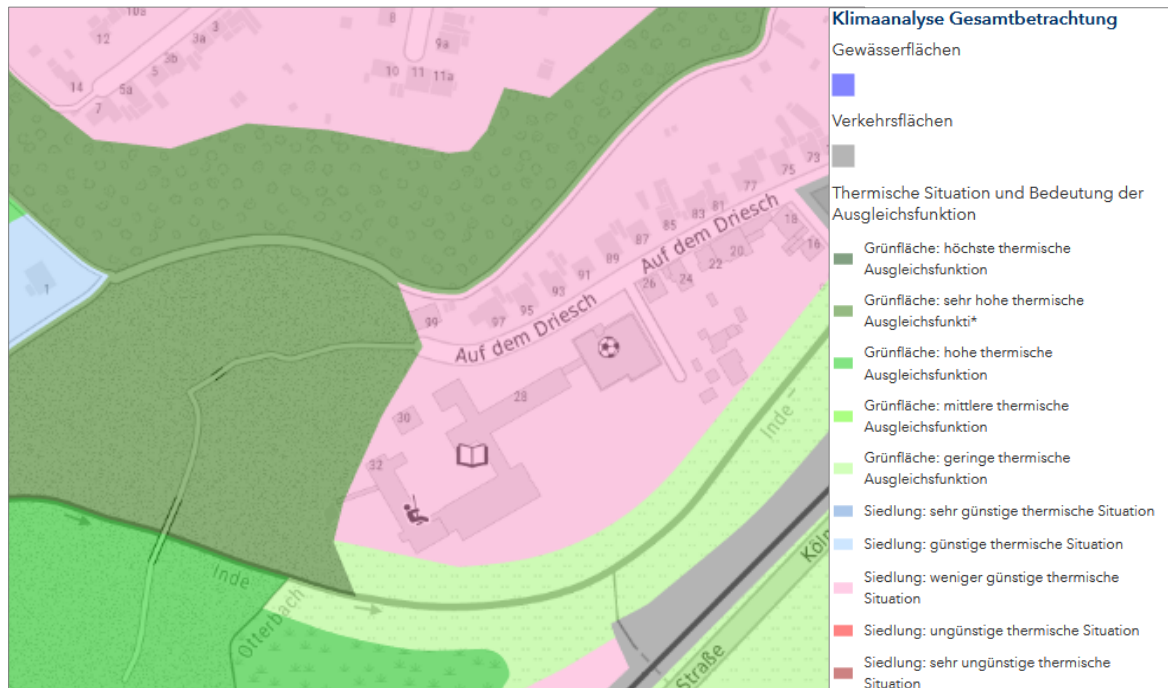 10a
12
3
3a
3b
5
14
5a
7
8
9a
10
11
11a
1
73
75
77
81
83
85
87
89
91
93
95
97
99
Auf dem Driesch
18
16
20
22
24
26
Auf dem Driesch
28
30
32
Inde
Inde
Otterbach
Straße
Köln
Klimaanalyse Gesamtbetrachtung
Gewässerflächen
Verkehrsflächen
Thermische Situation und Bedeutung der
Ausgleichsfunktion
Grünfläche: höchste thermische
Ausgleichsfunktion
Grünfläche: sehr hohe thermische
Ausgleichsfunkti*
Grünfläche: hohe thermische
Ausgleichsfunktion
Grünfläche: mittlere thermische
Ausgleichsfunktion
Grünfläche: geringe thermische
Ausgleichsfunktion
Siedlung: sehr günstige thermische Situation
Siedlung: günstige thermische Situation
Siedlung: weniger günstige thermische
Situation
Siedlung: ungünstige thermische Situation
Siedlung: sehr ungünstige thermische
Situation